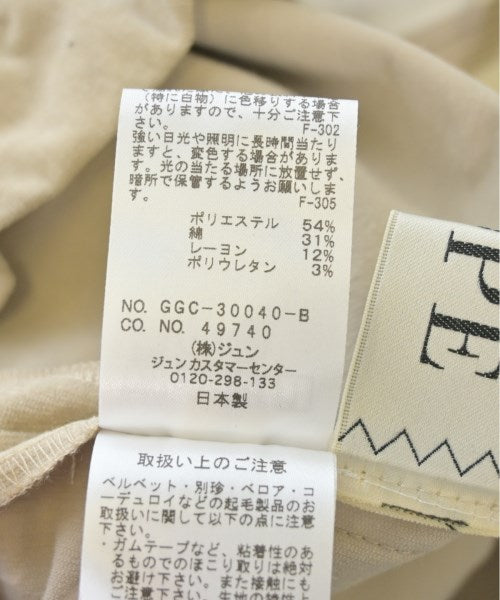 (特に白物)に色移りする場合
がありますので、十分ご注意下
さい。 F-302
強い日光や照明に長時間当たり
ますと、変色する場合がありま
す。光の当たる場所に放置せず、
暗所で保管するようお願いしま
す。 F-305
ポリエステル 54%
綿 31%
レーヨン 12%
ポリウレタン 3%
NO. GGC-30040-B
CO. NO. 49740
(株)ジュン
ジュンカスタマーセンター
0120-298-133
日本製
取扱い上のご注意
ベルベット・別珍・ベロア・コ
ーデュロイなどの起毛製品のお
取扱いに関して以下の点に注意
下さい。
・ガムテープなど、粘着性のあ
るものでのほこり取りは絶対に
お避け下さい。また接触にも
ご注意下さい。生地の特性上
PE